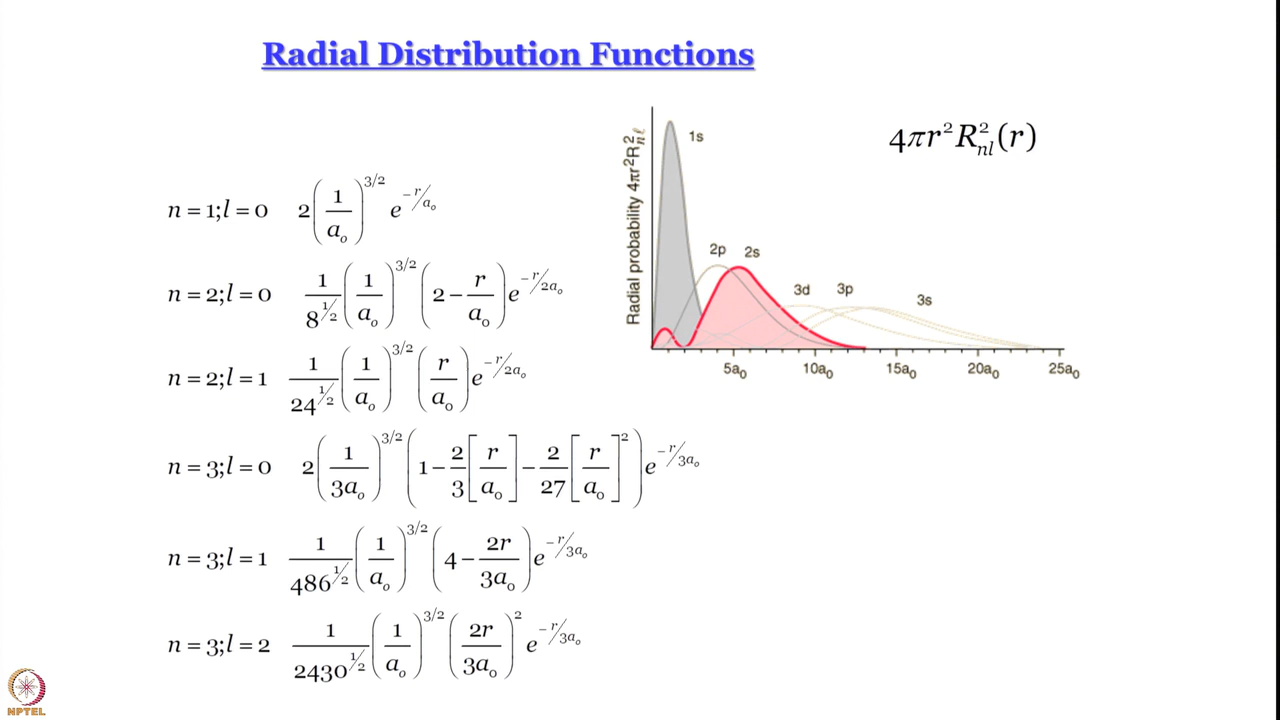 Radial Distribution Functions
4πr²R²ₙₗ(r)
n = 1; l = 0 2(1/a₀)^3/2 e^−r/a₀
n = 2; l = 0 1/8^½ (1/a₀)^3/2 (2 − r/a₀) e^−r/2a₀
n = 2; l = 1 1/24^½ (1/a₀)^3/2 (r/a₀) e^−r/2a₀
n = 3; l = 0 2(1/3a₀)^3/2 (1 − 2/3[r/a₀] − 2/27[r/a₀]²) e^−r/3a₀
n = 3; l = 1 1/486^½ (1/a₀)^3/2 (4 − 2r/3a₀) e^−r/3a₀
n = 3; l = 2 1/2430^½ (1/a₀)^3/2 (2r/3a₀)² e^−r/3a₀
Radial probability 4πr²R²nℓ
1s
2p 2s
3d 3p 3s
5a₀ 10a₀ 15a₀ 20a₀ 25a₀
NPTEL